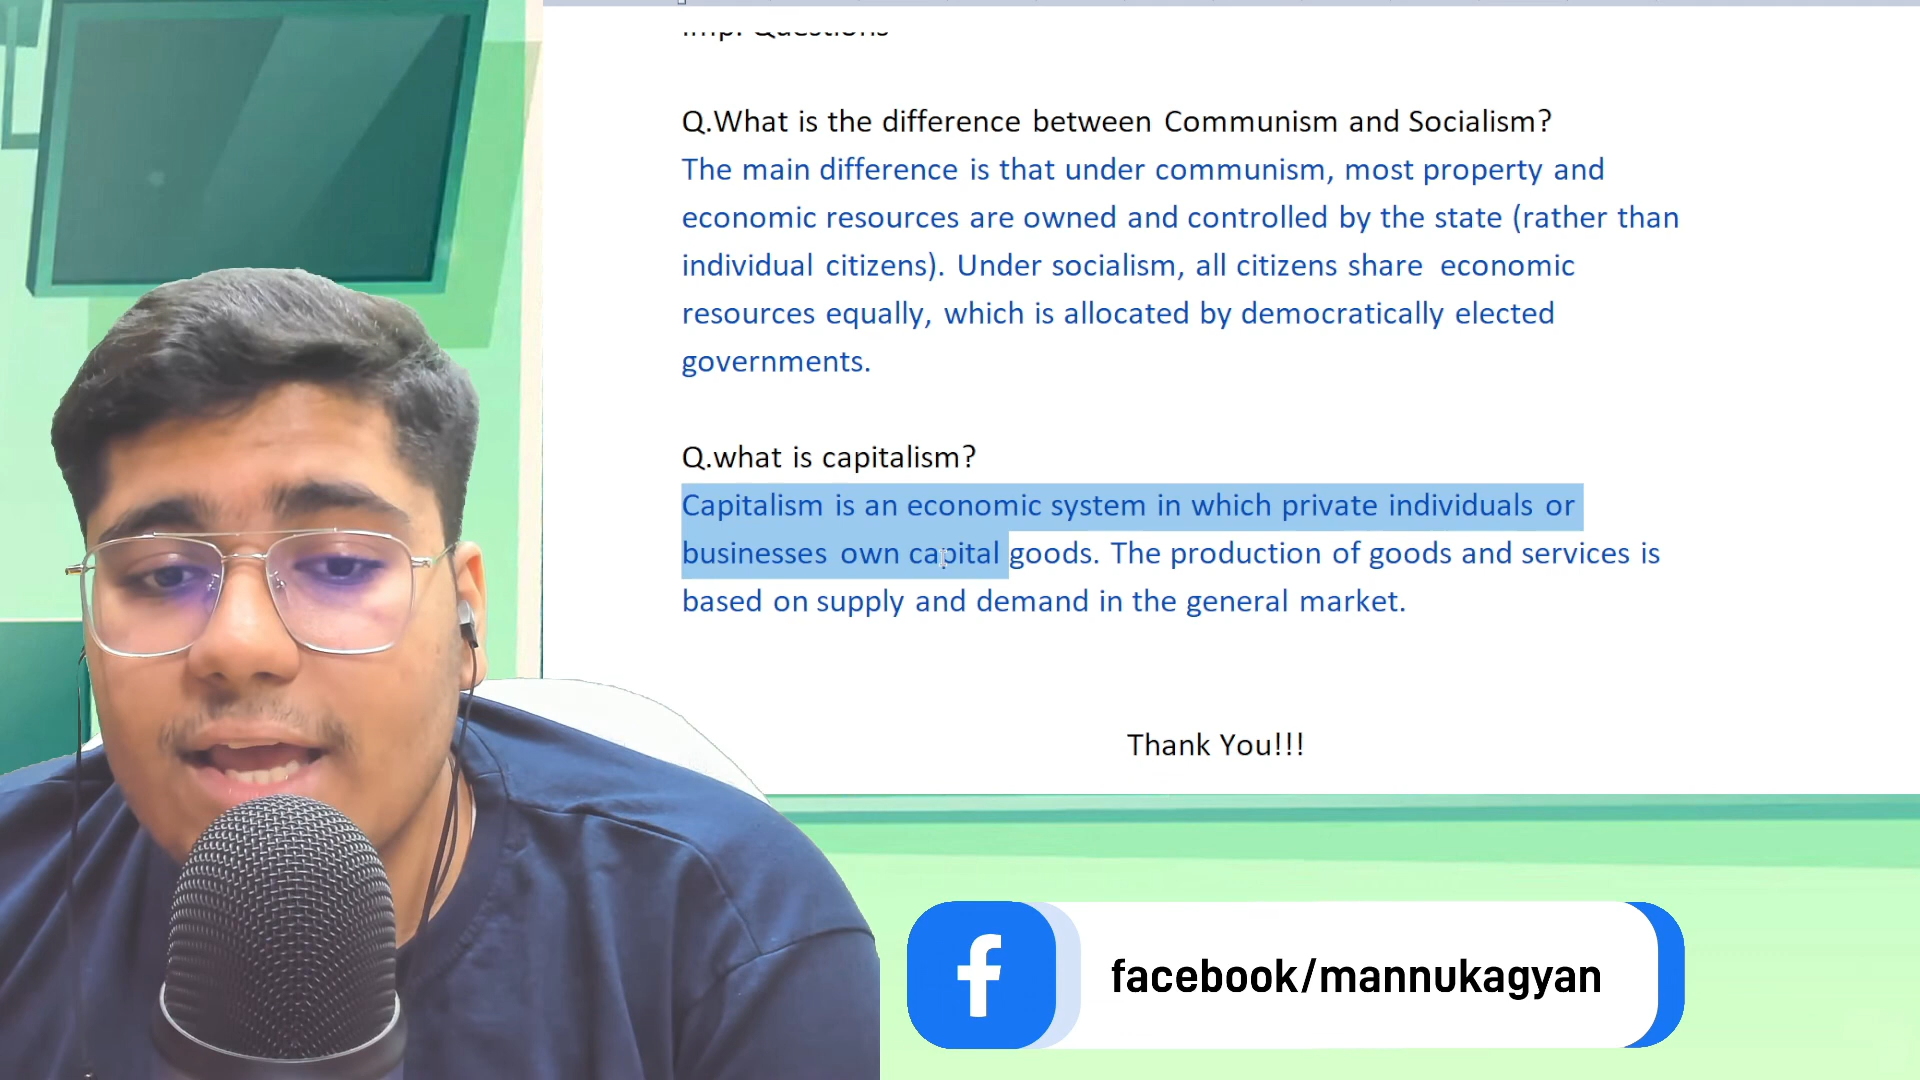 Imp. Questions
Q.What is the difference between Communism and Socialism?
The main difference is that under communism, most property and
economic resources are owned and controlled by the state (rather than
individual citizens). Under socialism, all citizens share economic
resources equally, which is allocated by democratically elected
governments.
Q.what is capitalism?
Capitalism is an economic system in which private individuals or
businesses own capital goods. The production of goods and services is
based on supply and demand in the general market.
Thank You!!!
facebook/mannukagyan